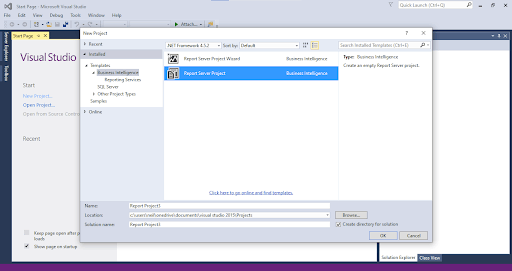 Start Page - Microsoft Visual Studio
Quick Launch (Ctrl+Q)
File Edit View Debug Team Tools Window Help
Attach...
Server Explorer
Toolbox
Start Page
Visual Studio
Start
New Project...
Open Project...
Open from Source Control
Recent
Keep page open after project loads
Show page on startup
New Project
Recent
Installed
Templates
Business Intelligence
Reporting Services
SQL Server
Other Project Types
Samples
Online
.NET Framework 4.5.2
Sort by: Default
Search Installed Templates (Ctrl+E)
Report Server Project Wizard Business Intelligence
Report Server Project Business Intelligence
Type: Business Intelligence
Create an empty Report Server project.
Click here to go online and find templates.
Name: Report Project3
Location: c:\users\neil\onedrive\documents\visual studio 2015\Projects
Browse...
Solution name: Report Project3
Create directory for solution
OK Cancel
Solution Explorer Class View